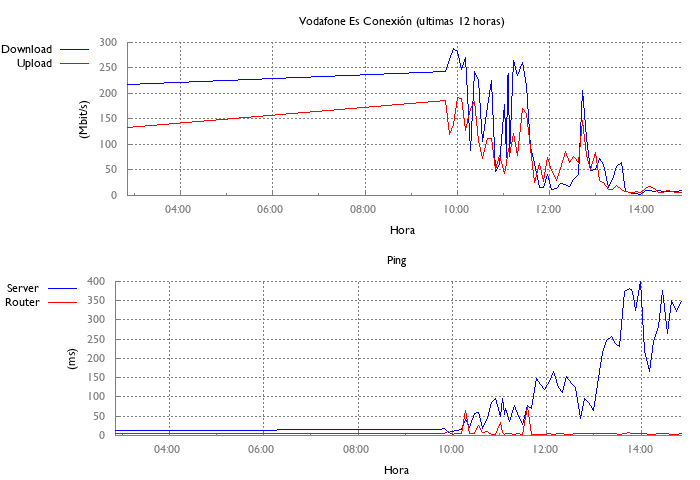 Vodafone Es Conexión (ultimas 12 horas)
Download
Upload
300
250
200
150
100
50
0
(Mbit/s)
04:00 06:00 08:00 10:00 12:00 14:00
Hora
Ping
Server
Router
400
350
300
250
200
150
100
50
0
(ms)
04:00 06:00 08:00 10:00 12:00 14:00
Hora